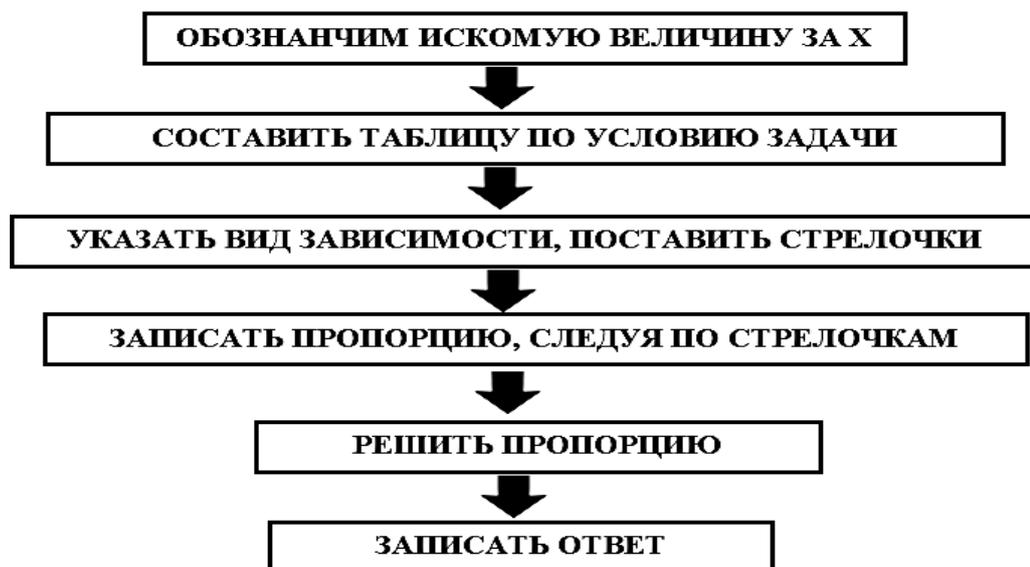 ОБОЗНАНЧИМ ИСКОМУЮ ВЕЛИЧИНУ ЗА Х
СОСТАВИТЬ ТАБЛИЦУ ПО УСЛОВИЮ ЗАДАЧИ
УКАЗАТЬ ВИД ЗАВИСИМОСТИ, ПОСТАВИТЬ СТРЕЛОЧКИ
ЗАПИСАТЬ ПРОПОРЦИЮ, СЛЕДУЯ ПО СТРЕЛОЧКАМ
РЕШИТЬ ПРОПОРЦИЮ
ЗАПИСАТЬ ОТВЕТ